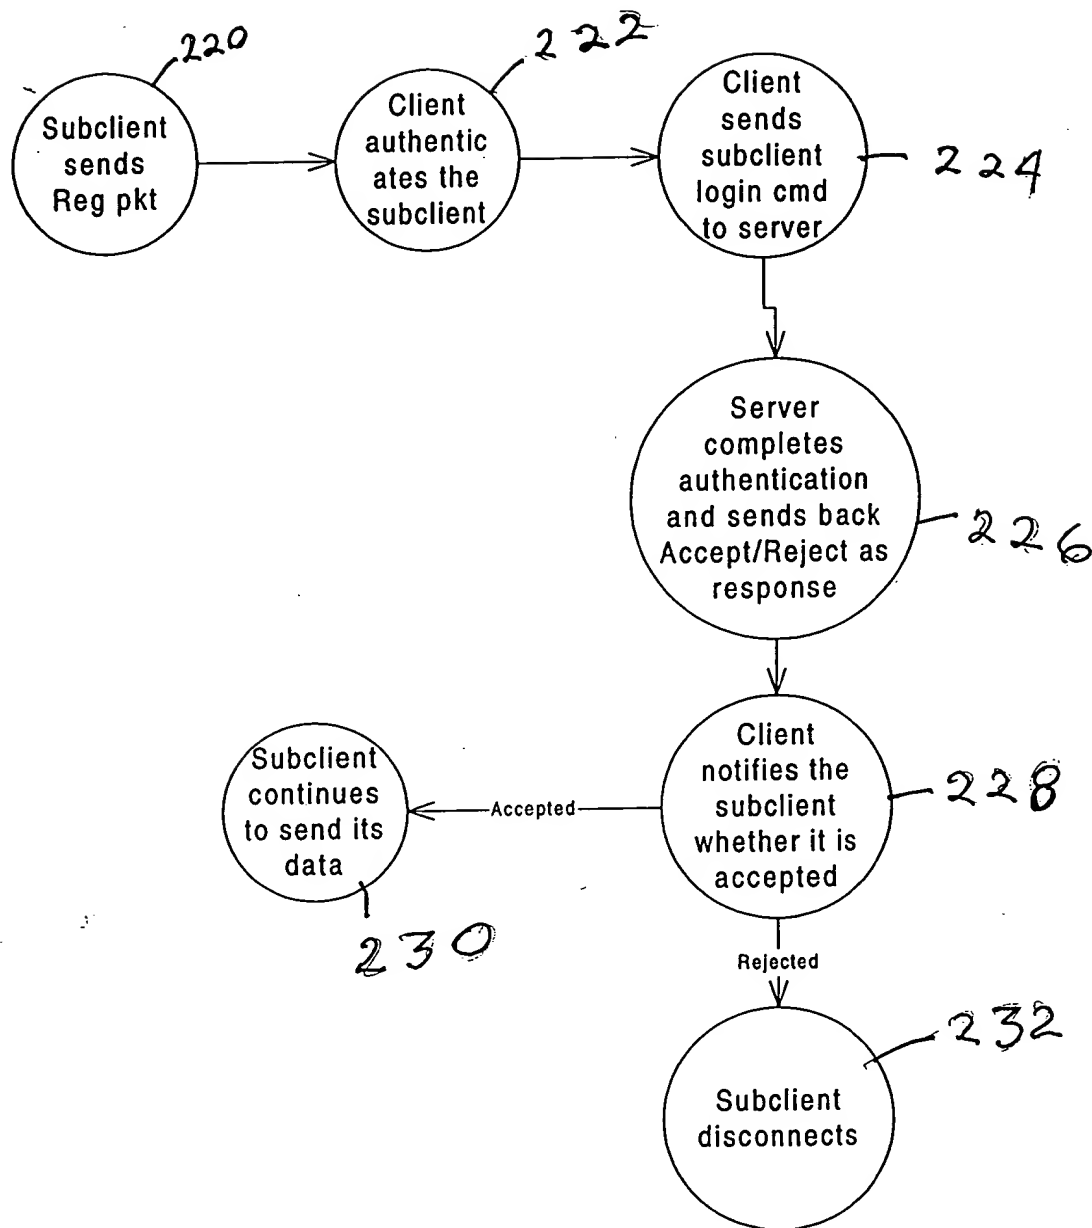 220
Subclient
sends
Reg pkt
222
Client
authentic
ates the
subclient
Client
sends
subclient
login cmd
to server
224
Server
completes
authentication
and sends back
Accept/Reject as
response
226
Client
notifies the
subclient
whether it is
accepted
228
Accepted
Subclient
continues
to send its
data
230
Rejected
Subclient
disconnects
232